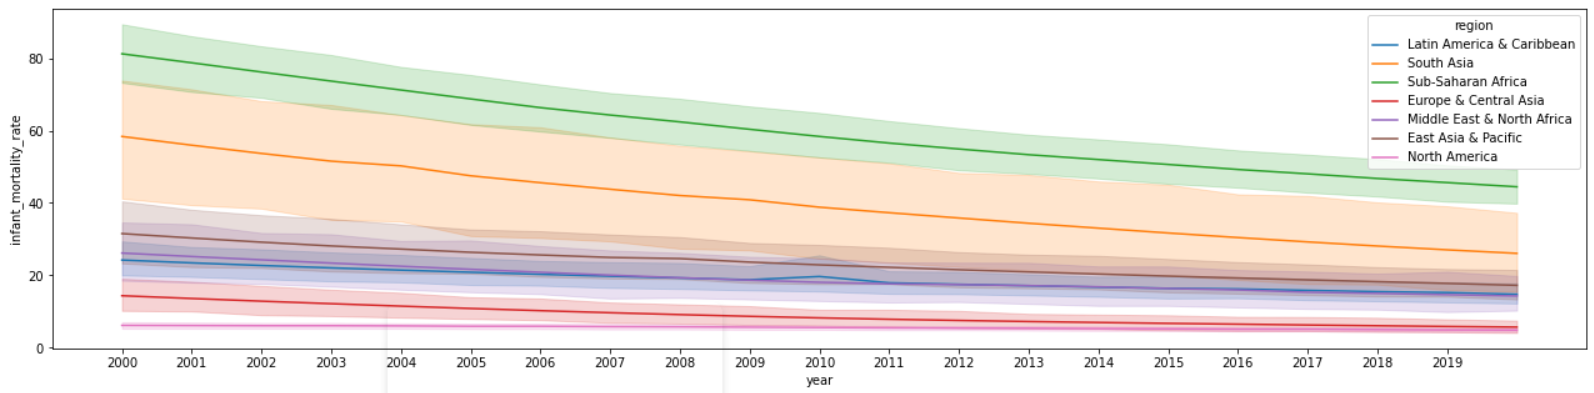 region
Latin America & Caribbean
South Asia
Sub-Saharan Africa
Europe & Central Asia
Middle East & North Africa
East Asia & Pacific
North America
infant_mortality_rate
80
60
40
20
0
2000 2001 2002 2003 2004 2005 2006 2007 2008 2009 2010 2011 2012 2013 2014 2015 2016 2017 2018 2019
year